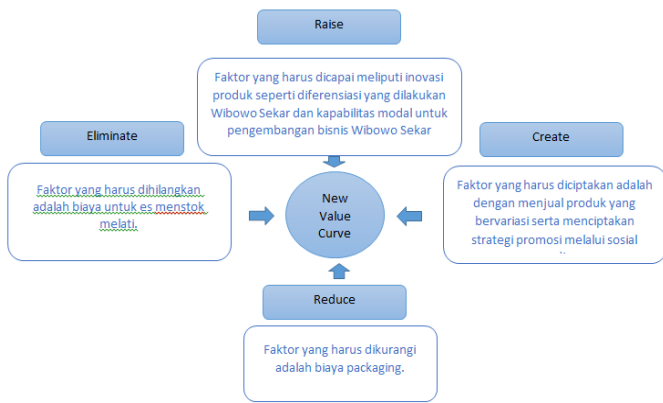 Raise
Faktor yang harus dicapai meliputi inovasi
produk seperti diferensiasi yang dilakukan
Wibowo Sekar dan kapabilitas modal untuk
pengembangan bisnis Wibowo Sekar
Eliminate
Faktor yang harus dihilangkan
adalah biaya untuk es menstok
melati.
New
Value
Curve
Create
Faktor yang harus diciptakan adalah
dengan menjual produk yang
bervariasi serta menciptakan
strategi promosi melalui sosial
Reduce
Faktor yang harus dikurangi
adalah biaya packaging.